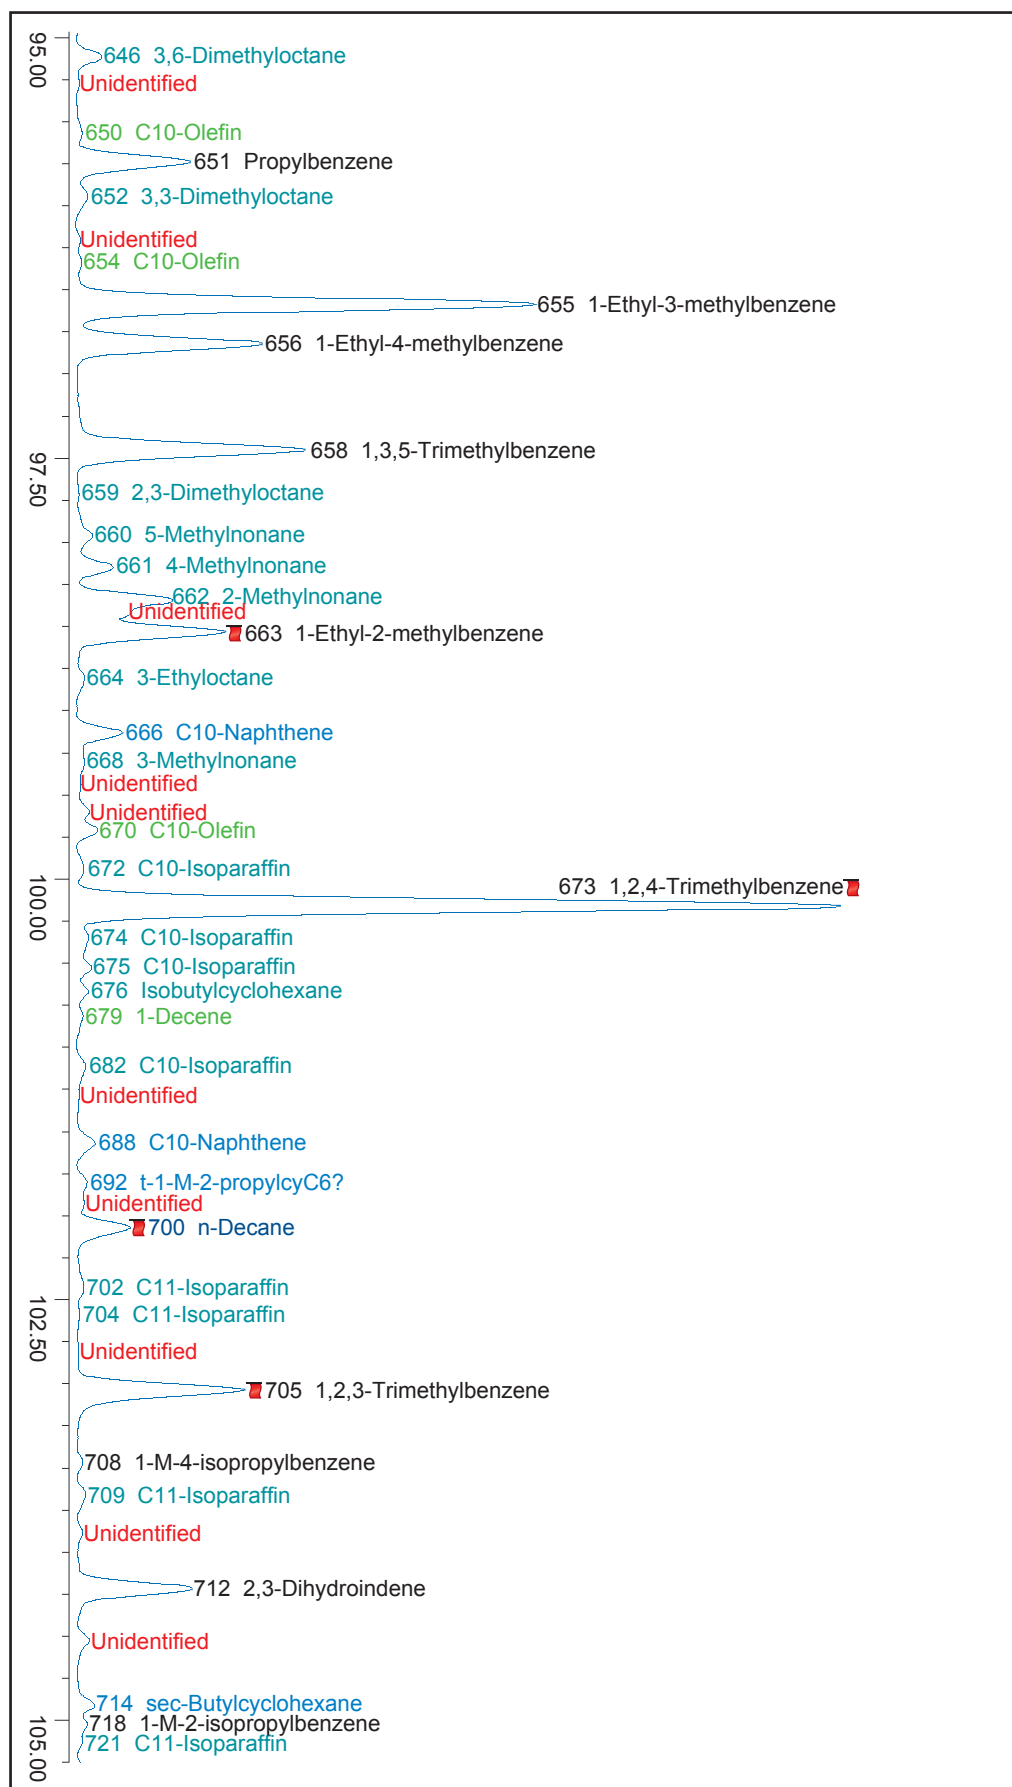 95.00
646 3,6-Dimethyloctane
Unidentified
650 C10-Olefin
651 Propylbenzene
652 3,3-Dimethyloctane
Unidentified
654 C10-Olefin
655 1-Ethyl-3-methylbenzene
656 1-Ethyl-4-methylbenzene
658 1,3,5-Trimethylbenzene
97.50
659 2,3-Dimethyloctane
660 5-Methylnonane
661 4-Methylnonane
662 2-Methylnonane
Unidentified
663 1-Ethyl-2-methylbenzene
664 3-Ethyloctane
666 C10-Naphthene
668 3-Methylnonane
Unidentified
Unidentified
670 C10-Olefin
672 C10-Isoparaffin
673 1,2,4-Trimethylbenzene
100.00
674 C10-Isoparaffin
675 C10-Isoparaffin
676 Isobutylcyclohexane
679 1-Decene
682 C10-Isoparaffin
Unidentified
688 C10-Naphthene
692 t-1-M-2-propylcyC6?
Unidentified
700 n-Decane
702 C11-Isoparaffin
704 C11-Isoparaffin
102.50
Unidentified
705 1,2,3-Trimethylbenzene
708 1-M-4-isopropylbenzene
709 C11-Isoparaffin
Unidentified
712 2,3-Dihydroindene
Unidentified
714 sec-Butylcyclohexane
718 1-M-2-isopropylbenzene
721 C11-Isoparaffin
105.00